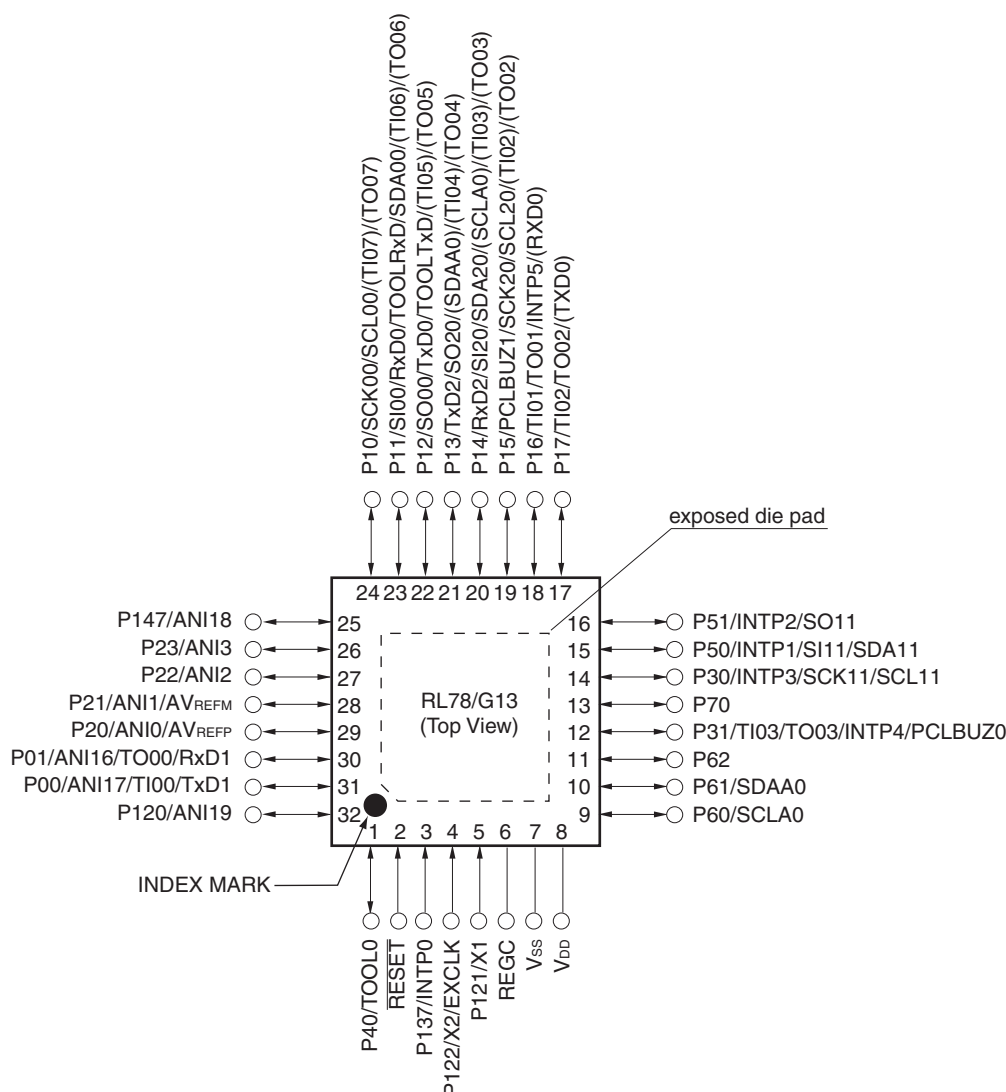 P10/SCK00/SCL00/(TI07)/(TO07)
P11/SI00/RxD0/TOOLRxD/SDA00/(TI06)/(TO06)
P12/SO00/TxD0/TOOLTxD/(TI05)/(TO05)
P13/TxD2/SO20/(SDAA0)/(TI04)/(TO04)
P14/RxD2/SI20/SDA20/(SCLA0)/(TI03)/(TO03)
P15/PCLBUZ1/SCK20/SCL20/(TI02)/(TO02)
P16/TI01/TO01/INTP5/(RXD0)
P17/TI02/TO02/(TXD0)
exposed die pad
24 23 22 21 20 19 18 17
P147/ANI18 25
P23/ANI3 26
P22/ANI2 27
P21/ANI1/AVREFM 28
P20/ANI0/AVREFP 29
P01/ANI16/TO00/RxD1 30
P00/ANI17/TI00/TxD1 31
P120/ANI19 32
RL78/G13
(Top View)
16 P51/INTP2/SO11
15 P50/INTP1/SI11/SDA11
14 P30/INTP3/SCK11/SCL11
13 P70
12 P31/TI03/TO03/INTP4/PCLBUZ0
11 P62
10 P61/SDAA0
9 P60/SCLA0
1 2 3 4 5 6 7 8
INDEX MARK
P40/TOOL0
RESET
P137/INTP0
P122/X2/EXCLK
P121/X1
REGC
VSS
VDD